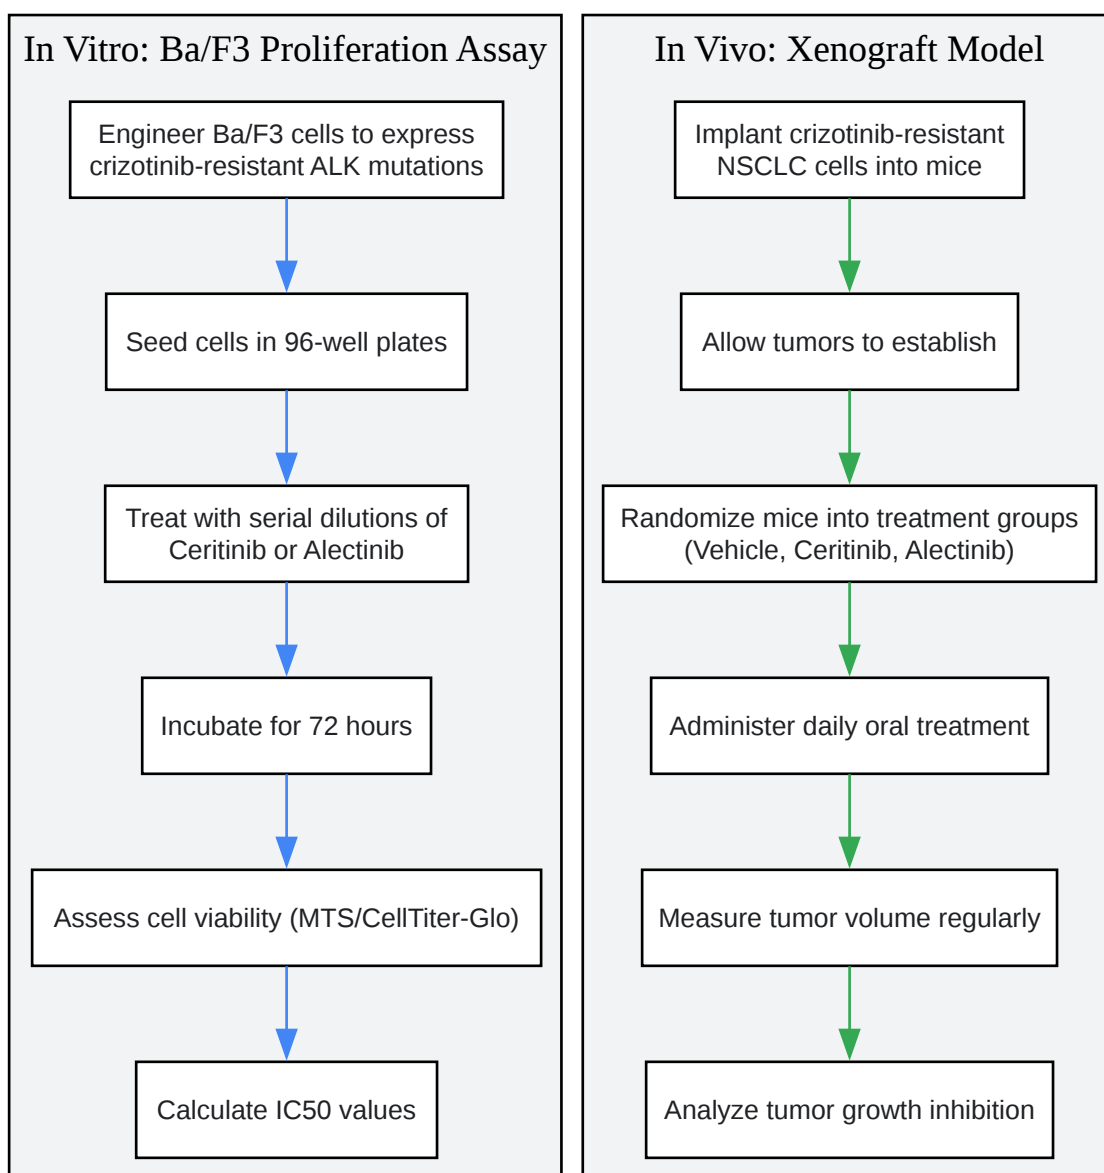 In Vitro: Ba/F3 Proliferation Assay
Engineer Ba/F3 cells to express
crizotinib-resistant ALK mutations
Seed cells in 96-well plates
Treat with serial dilutions of
Ceritinib or Alectinib
Incubate for 72 hours
Assess cell viability (MTS/CellTiter-Glo)
Calculate IC50 values
In Vivo: Xenograft Model
Implant crizotinib-resistant
NSCLC cells into mice
Allow tumors to establish
Randomize mice into treatment groups
(Vehicle, Ceritinib, Alectinib)
Administer daily oral treatment
Measure tumor volume regularly
Analyze tumor growth inhibition